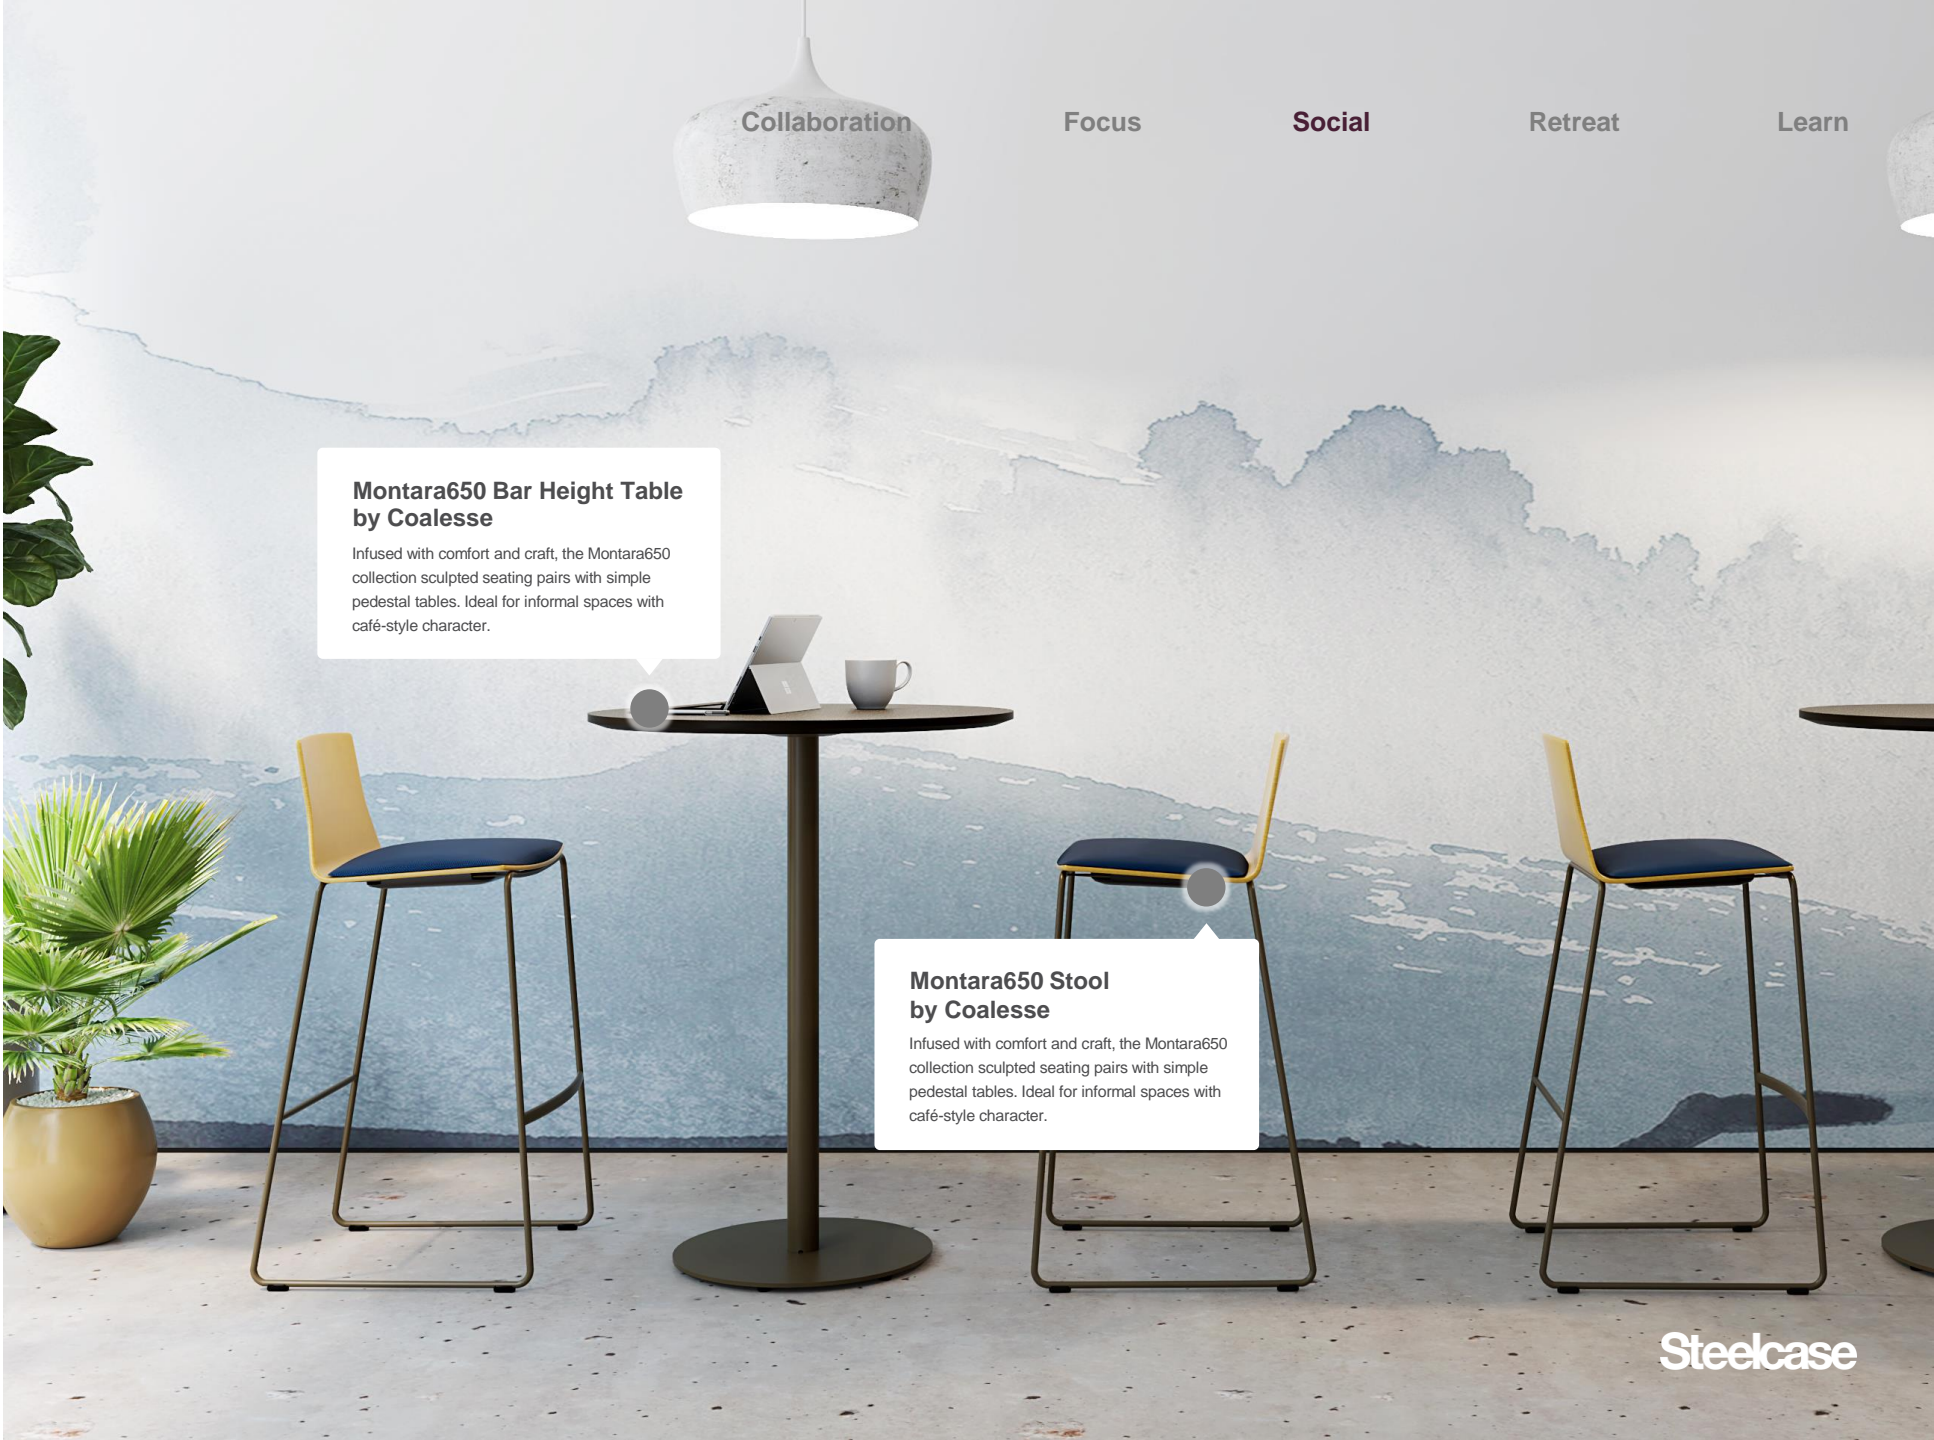 Collaboration Focus Social Retreat Learn
Montara650 Bar Height Table
by Coalesse
Infused with comfort and craft, the Montara650
collection sculpted seating pairs with simple
pedestal tables. Ideal for informal spaces with
café-style character.
Montara650 Stool
by Coalesse
Infused with comfort and craft, the Montara650
collection sculpted seating pairs with simple
pedestal tables. Ideal for informal spaces with
café-style character.
Steelcase